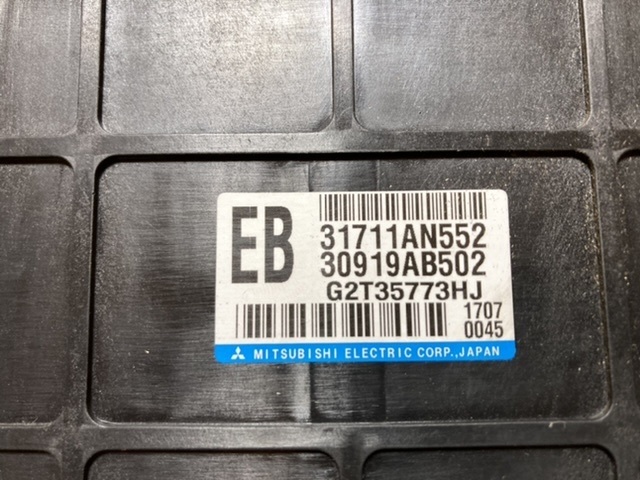 EB
31711AN552
30919AB502
G2T35773HJ
1707
0045
MITSUBISHI ELECTRIC CORP.,JAPAN